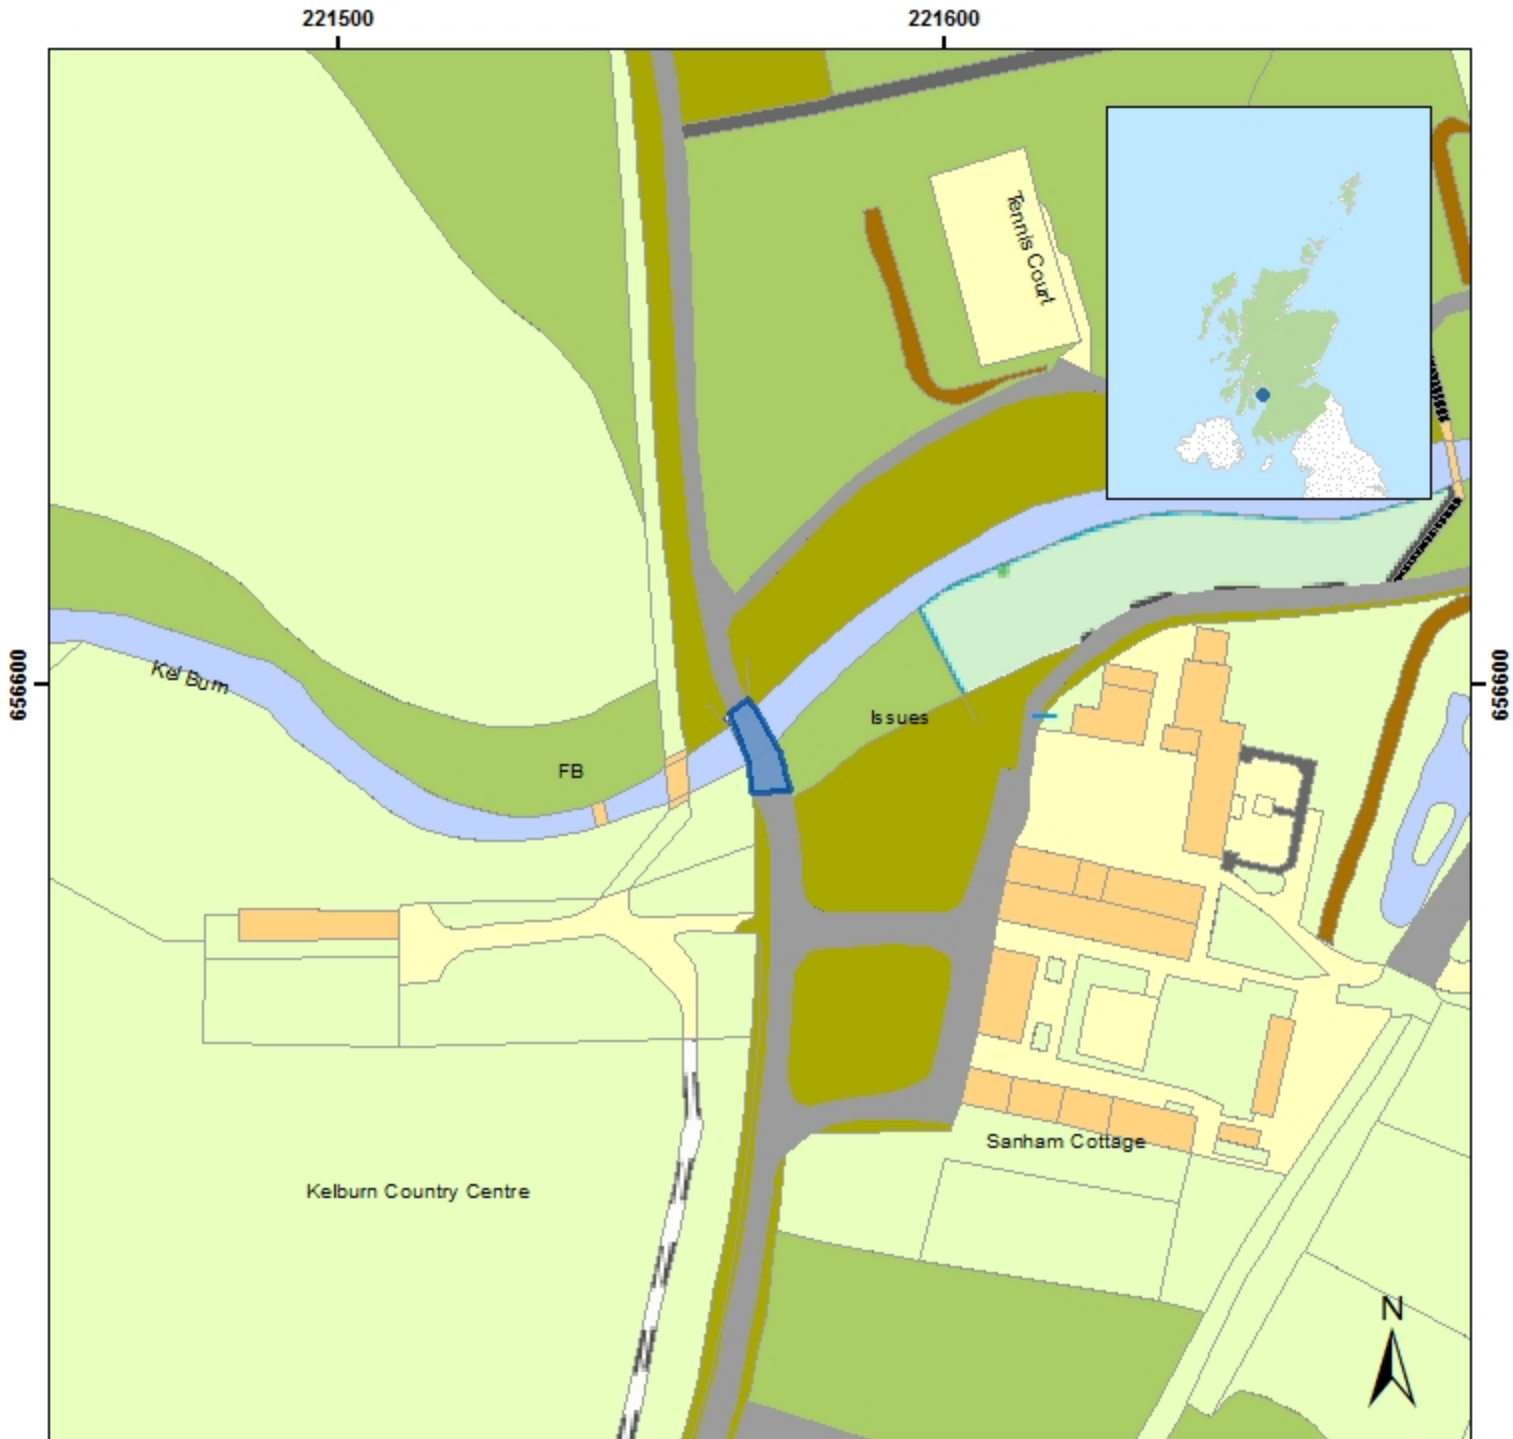 221500
221600
Tennis Court
656600
656600
Kel Burn
Issues
FB
Sanham Cottage
Kelburn Country Centre
N